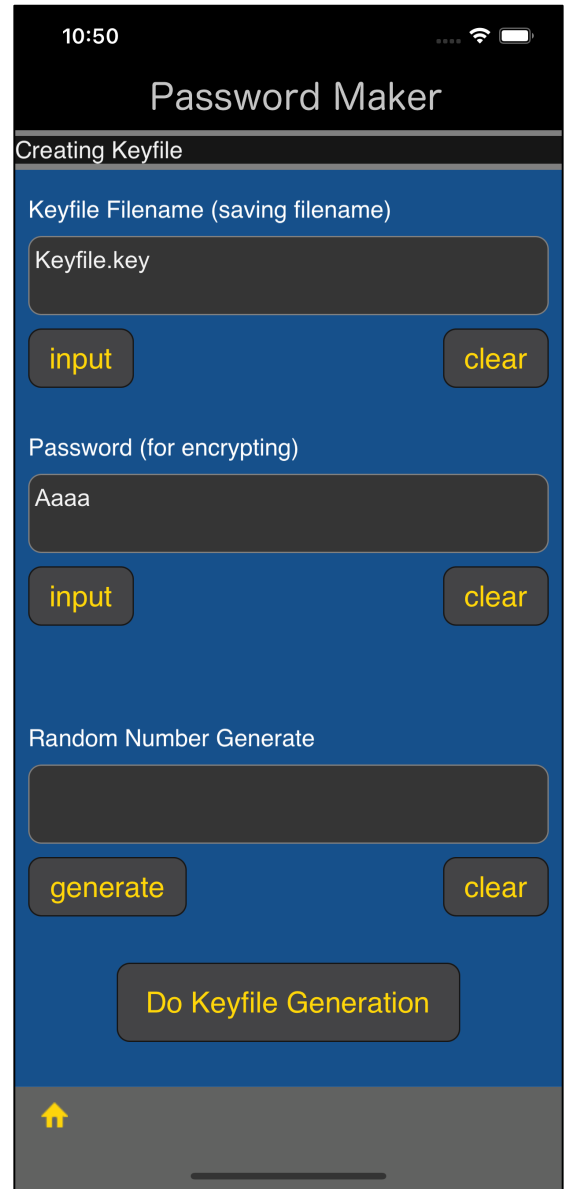 10:50
Password Maker
Creating Keyfile
Keyfile Filename (saving filename)
Keyfile.key
input clear
Password (for encrypting)
Aaaa
input clear
Random Number Generate
generate clear
Do Keyfile Generation